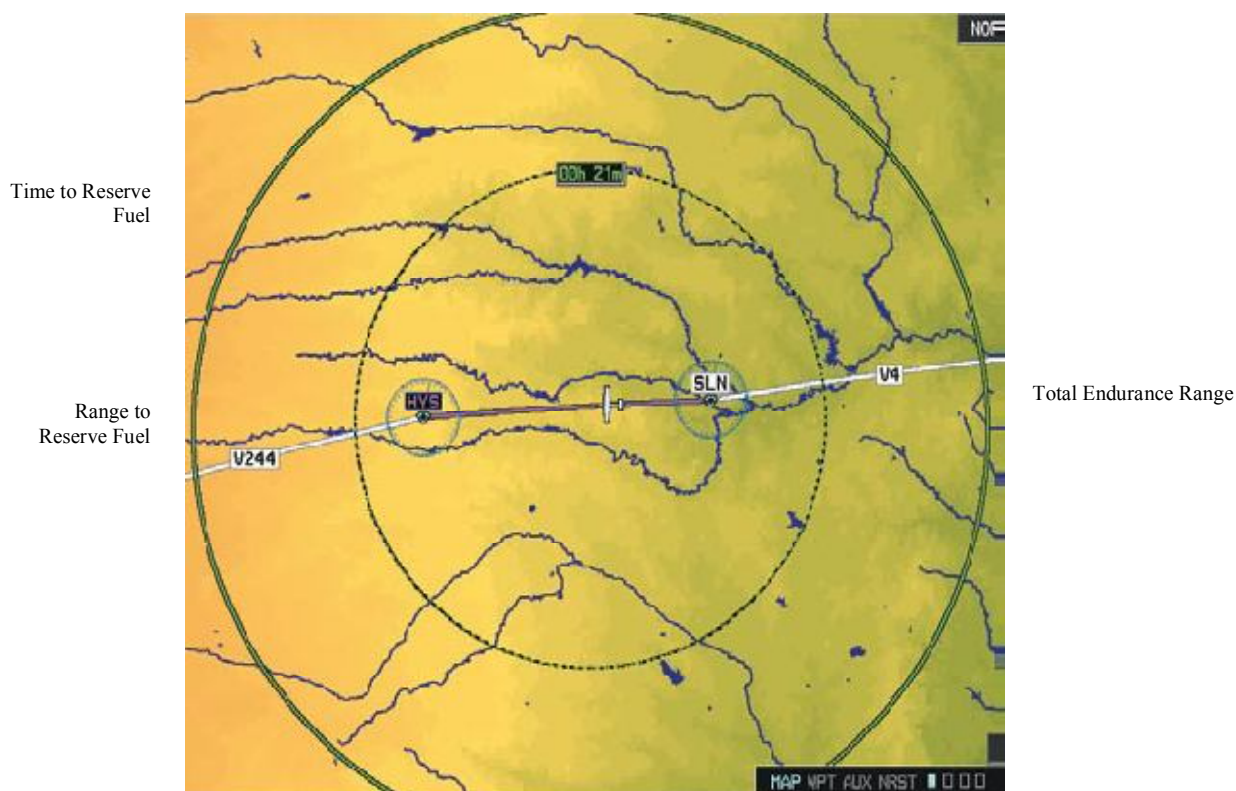 NOR
Time to Reserve
Fuel
00h 21m
Range to
Reserve Fuel
HYS
SLN
V4
V244
Total Endurance Range
MAP WPT AUX NRST